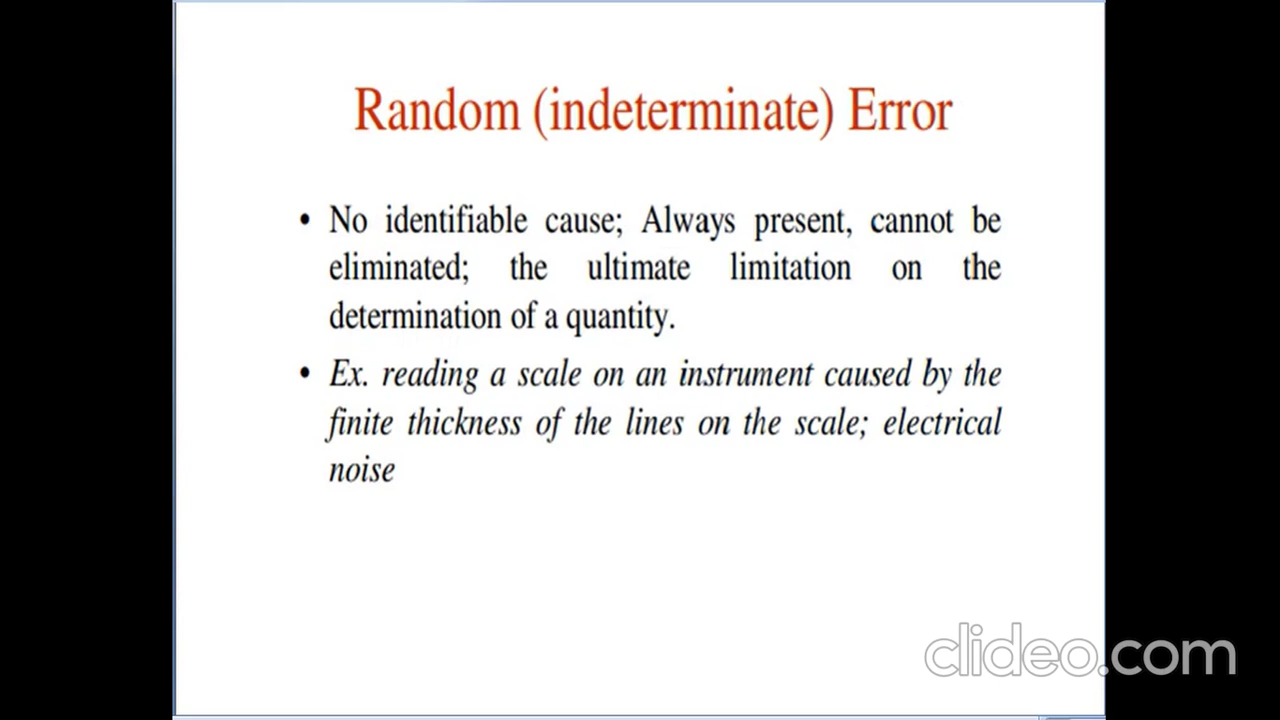 Random (indeterminate) Error
• No identifiable cause; Always present, cannot be
eliminated; the ultimate limitation on the
determination of a quantity.
• Ex. reading a scale on an instrument caused by the
finite thickness of the lines on the scale; electrical
noise
clideo.com